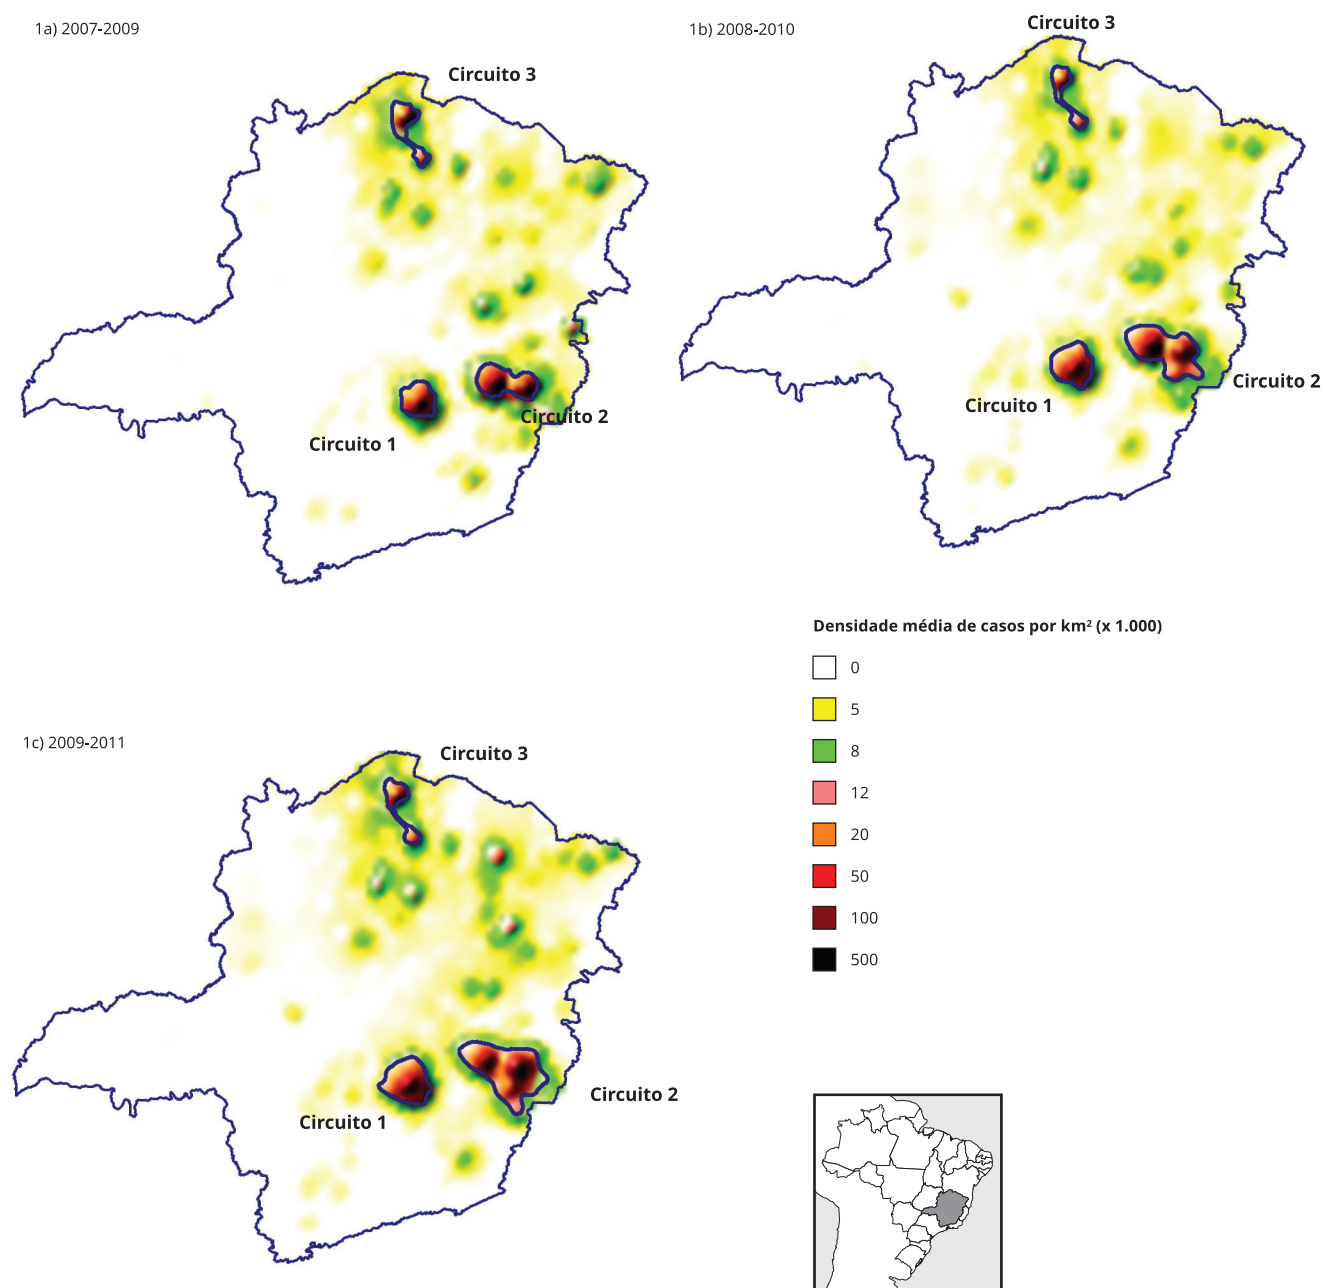 1a) 2007-2009
Circuito 3
Circuito 2
Circuito 1
1b) 2008-2010
Circuito 3
Circuito 2
Circuito 1
Densidade média de casos por km² (x 1.000)
0
5
8
12
20
50
100
500
1c) 2009-2011
Circuito 3
Circuito 2
Circuito 1